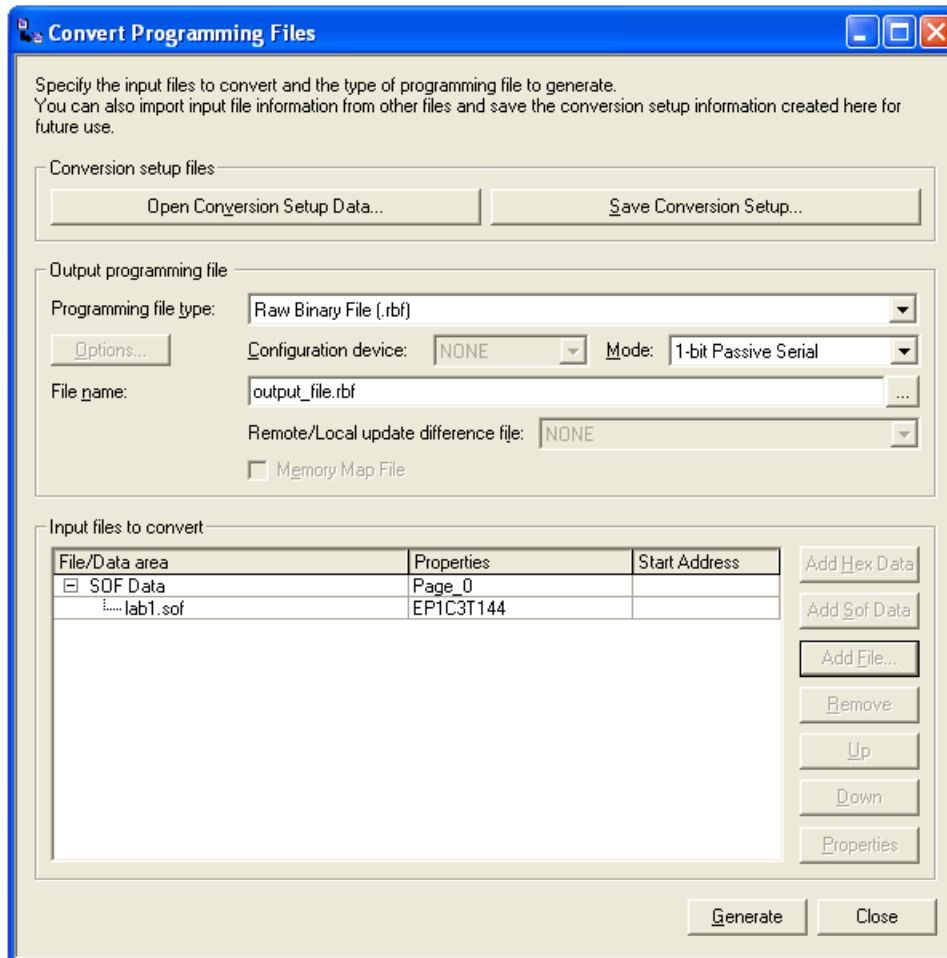 Convert Programming Files
Specify the input files to convert and the type of programming file to generate.
You can also import input file information from other files and save the conversion setup information created here for
future use.
Conversion setup files
Open Conversion Setup Data...
Save Conversion Setup...
Output programming file
Programming file type:
Raw Binary File (.rbf)
Options...
Configuration device:
NONE
Mode:
1-bit Passive Serial
File name:
output_file.rbf
...
Remote/Local update difference file:
NONE
Memory Map File
Input files to convert
File/Data area
Properties
Start Address
SOF Data
Page_0
lab1.sof
EP1C3T144
Add Hex Data
Add Sof Data
Add File...
Remove
Up
Down
Properties
Generate
Close